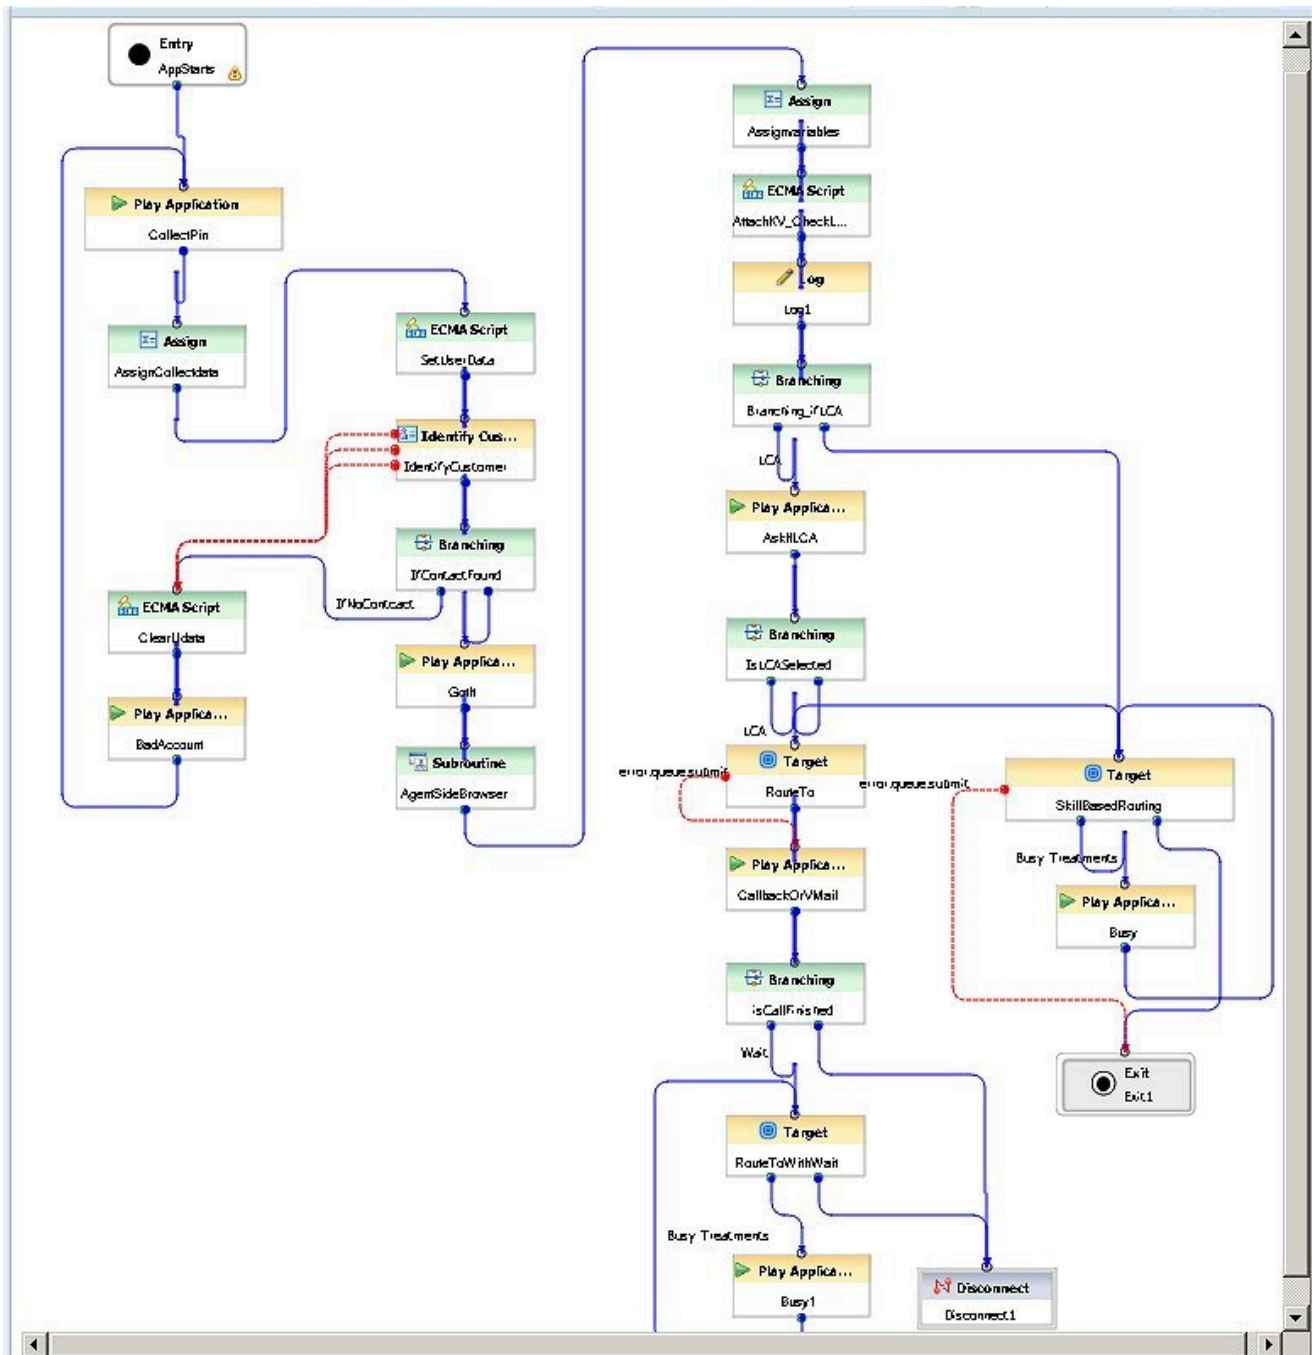 Entry
AppStarts
Play Application
CollectPin
Assign
AssignCollectdata
ECMA Script
SetUserData
Identify Cus...
IdentifyCustomer
Branching
IfContactFound
IfNoContact
ECMA Script
ClearUdata
Play Applica...
BadAccount
Play Applica...
GotIt
Subroutine
AgentSideBrowser
Assign
Assignvariables
ECMA Script
AttachKV_CheckL...
Log
Log1
Branching
Branching_ifLCA
LCA
Play Applica...
AskIfLCA
Branching
IsLCASelected
LCA
Target
RouteTo
error.queue.submit
Play Applica...
CallbackOrVMail
Branching
isCallFinished
Wait
Target
RouteToWithWait
Busy Treatments
Play Applica...
Busy1
Disconnect
Disconnect1
error.queue.submit
Target
SkillBasedRouting
Busy Treatments
Play Applica...
Busy
Exit
Exit1